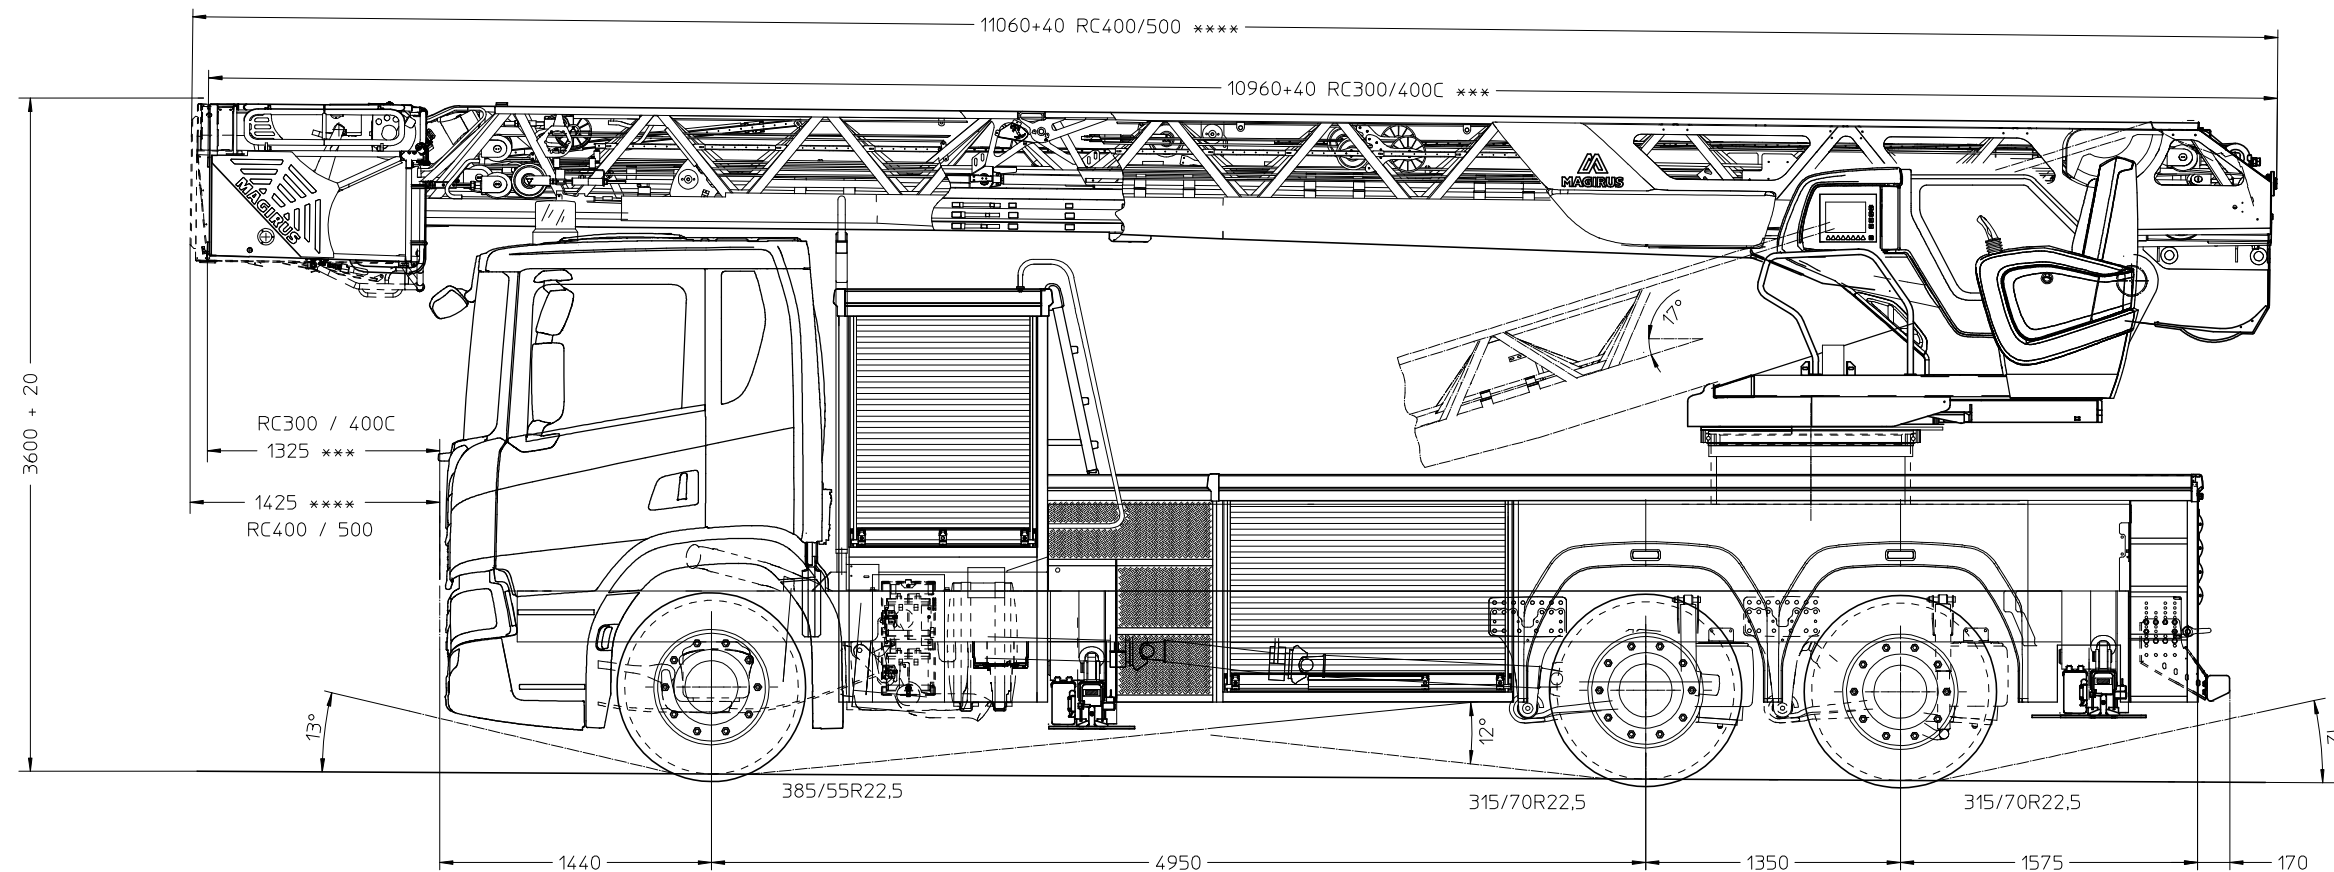 11060+40 RC400/500 ****
10960+40 RC300/400C ***
3600 + 20
MAGIRUS
MAGIRUS
17°
RC300 / 400C
1325 ***
1425 ****
RC400 / 500
13°
12°
385/55R22,5
315/70R22,5
315/70R22,5
1440
4950
1350
1575
170